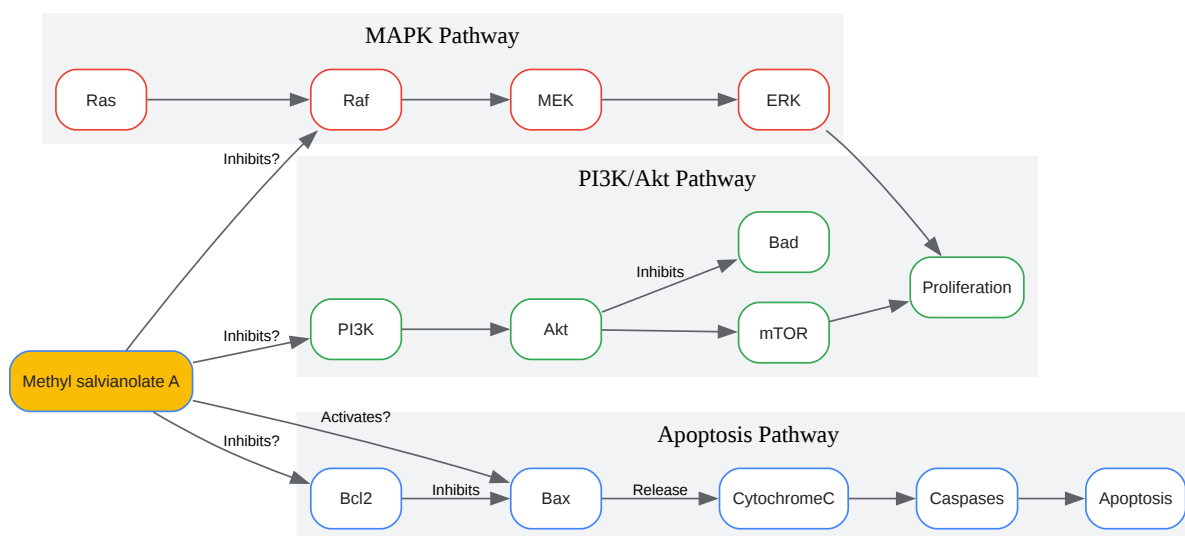 MAPK Pathway
Ras
Raf
MEK
ERK
Inhibits?
PI3K/Akt Pathway
Bad
Inhibits
Proliferation
Inhibits?
PI3K
Akt
mTOR
Methyl salvianolate A
Activates?
Inhibits?
Apoptosis Pathway
Bcl2
Inhibits
Bax
Release
CytochromeC
Caspases
Apoptosis